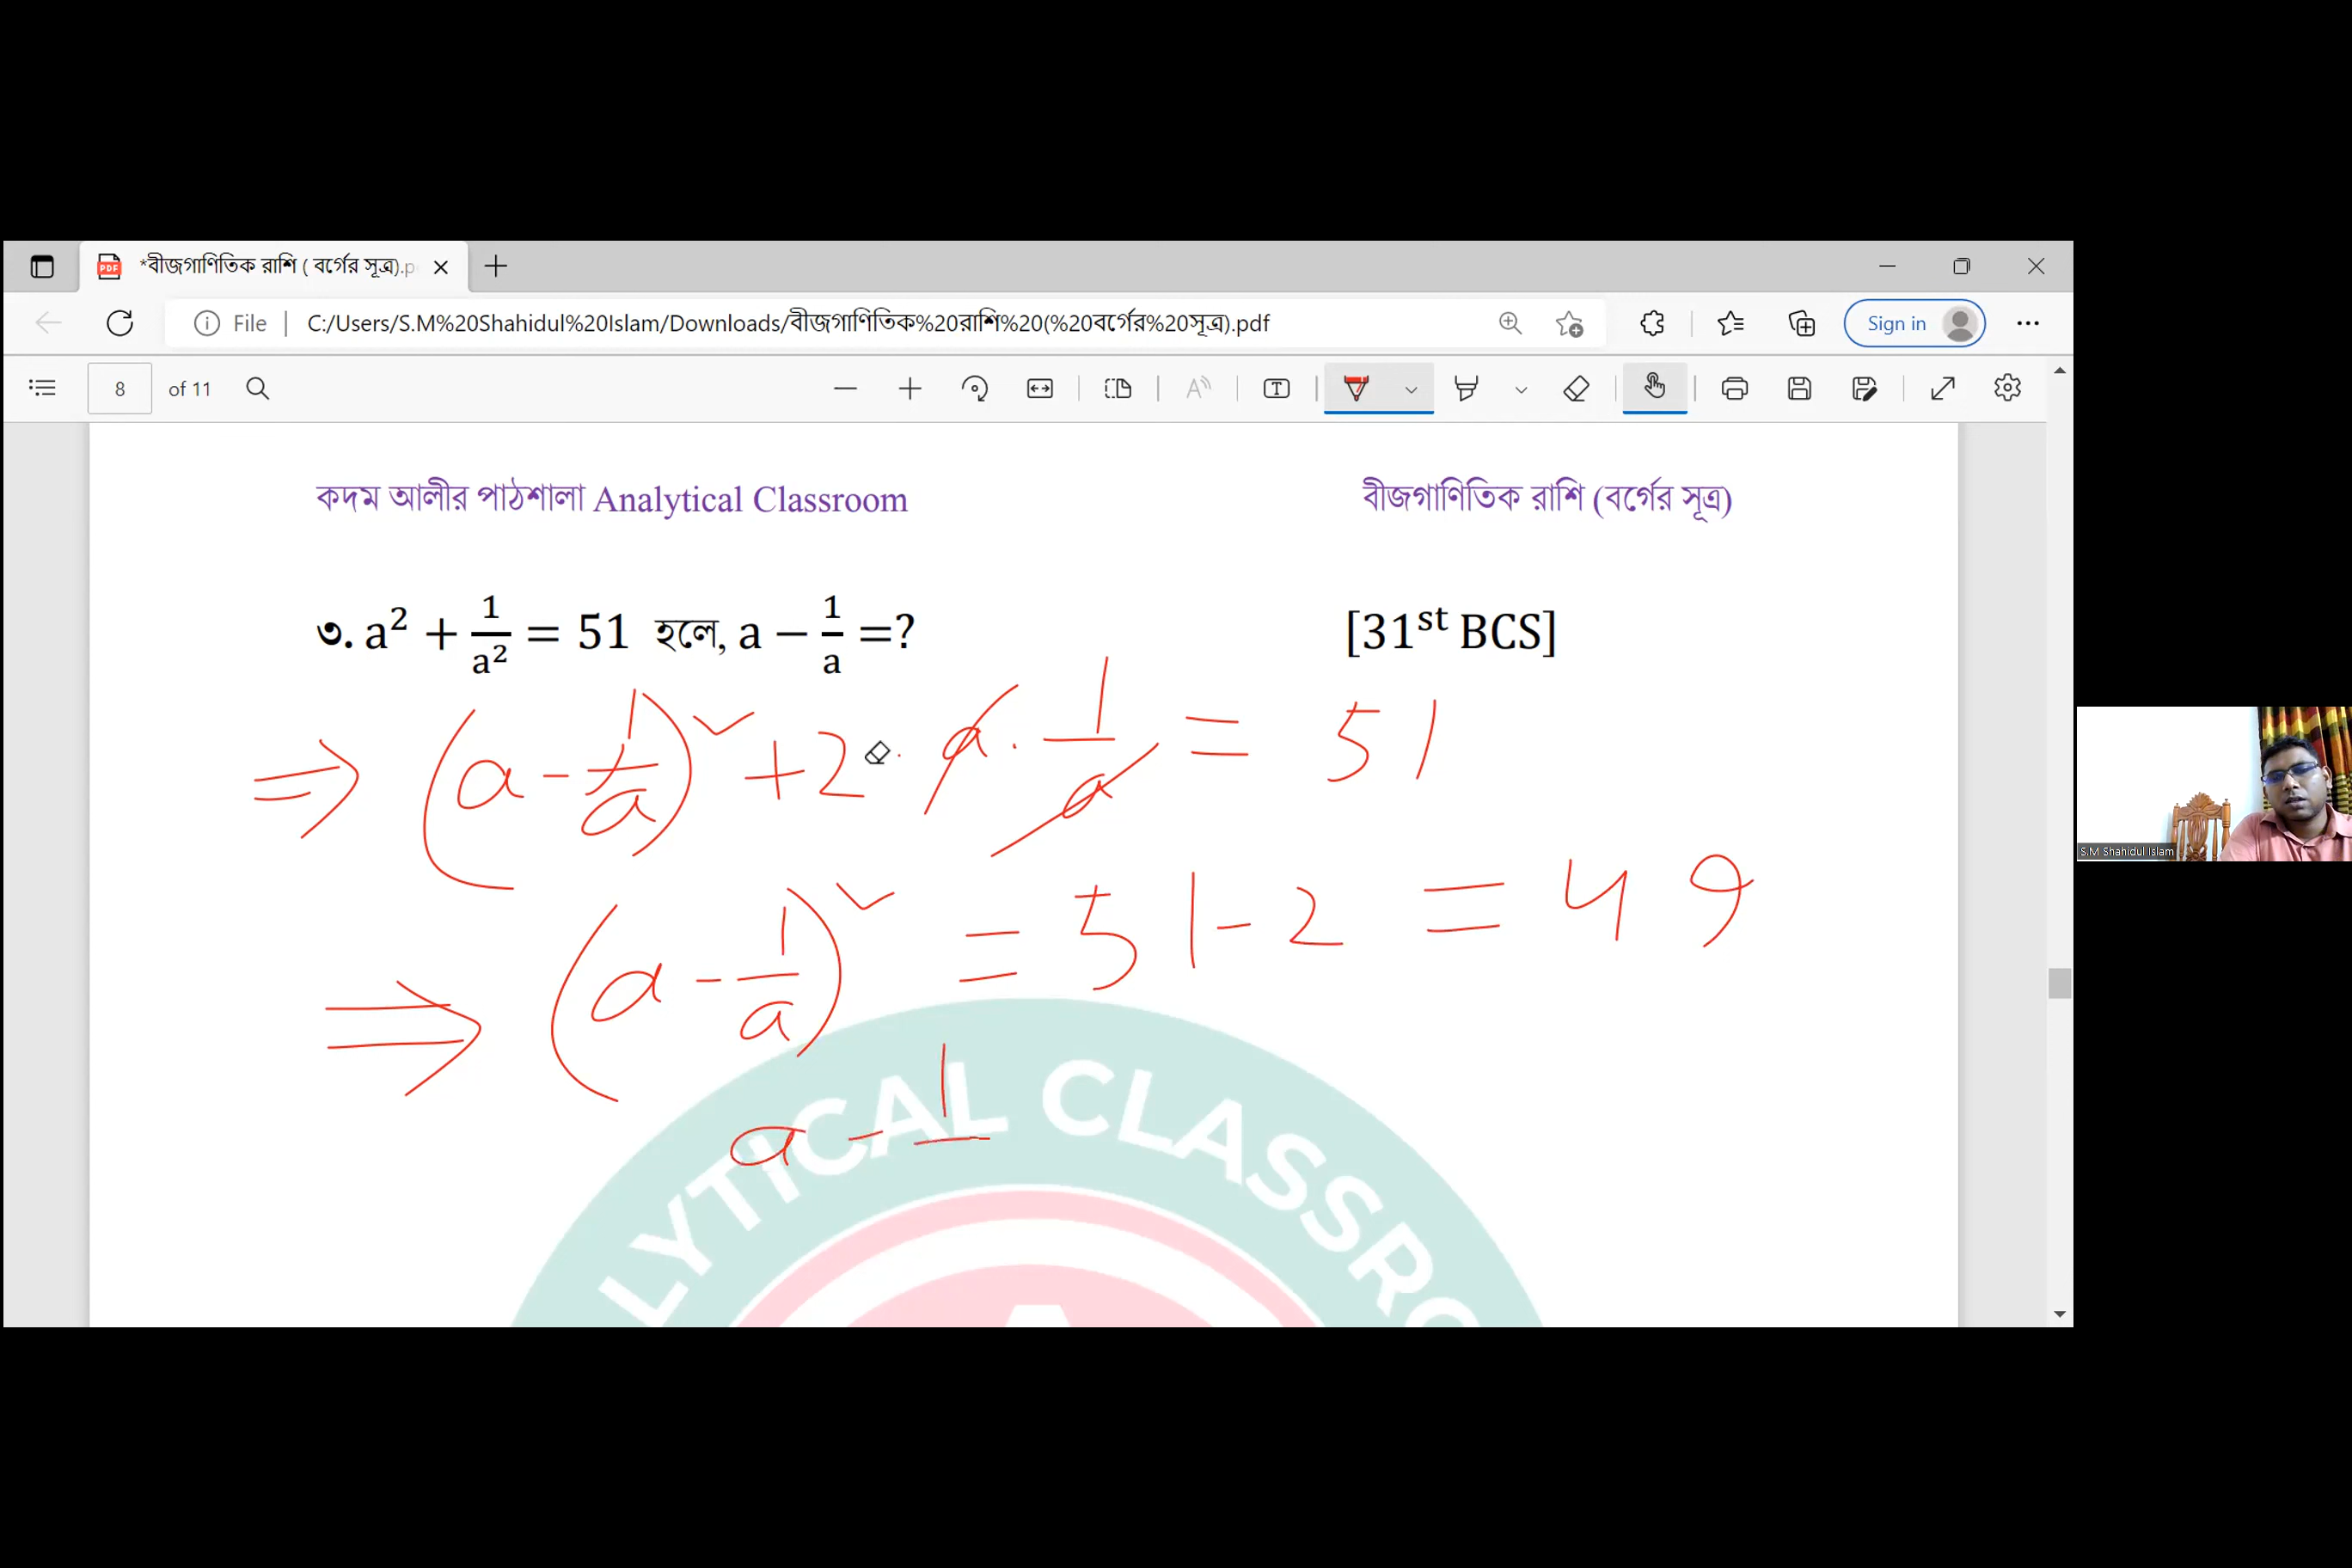 *বীজগাণিতিক রাশি ( বর্গের সূত্র).p
File | C:/Users/S.M%20Shahidul%20Islam/Downloads/বীজগাণিতিক%20রাশি%20(%20বর্গের%20সূত্র).pdf
Sign in
8 of 11
কদম আলীর পাঠশালা Analytical Classroom
বীজগাণিতিক রাশি (বর্গের সূত্র)
৩. a² + 1/a² = 51 হলে, a − 1/a =?
[31ˢᵗ BCS]
⇒ (a − 1/a)² + 2 · a · 1/a = 51
⇒ (a − 1/a)² = 51 − 2 = 49
a − 1
LYTICAL CLASSRO
S.M Shahidul Islam